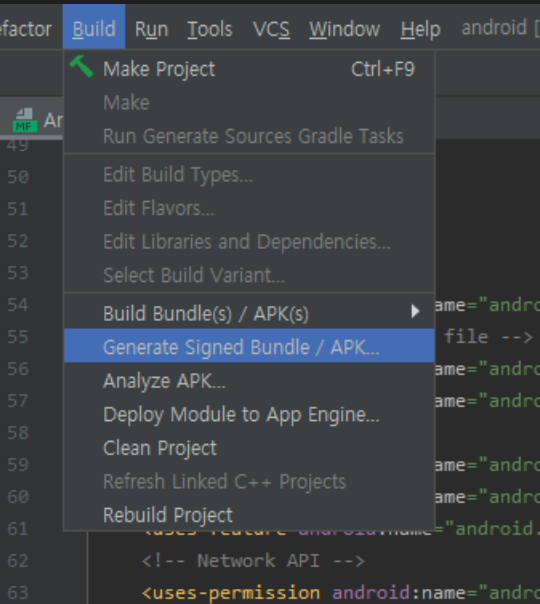 efactor Build Run Tools VCS Window Help android [
Make Project Ctrl+F9
MF Ar Make
49 Run Generate Sources Gradle Tasks
50 Edit Build Types...
51 Edit Flavors...
52 Edit Libraries and Dependencies...
53 Select Build Variant...
54 Build Bundle(s) / APK(s) ame="andro
55 Generate Signed Bundle / APK... file -->
56 Analyze APK... ame="andro
57 Deploy Module to App Engine... ame="andro
58 Clean Project
59 ame="andro
60 Refresh Linked C++ Projects ame="andro
Rebuild Project
61 <uses-feature android:name="android.
62 <!-- Network API -->
63 <uses-permission android:name="andro